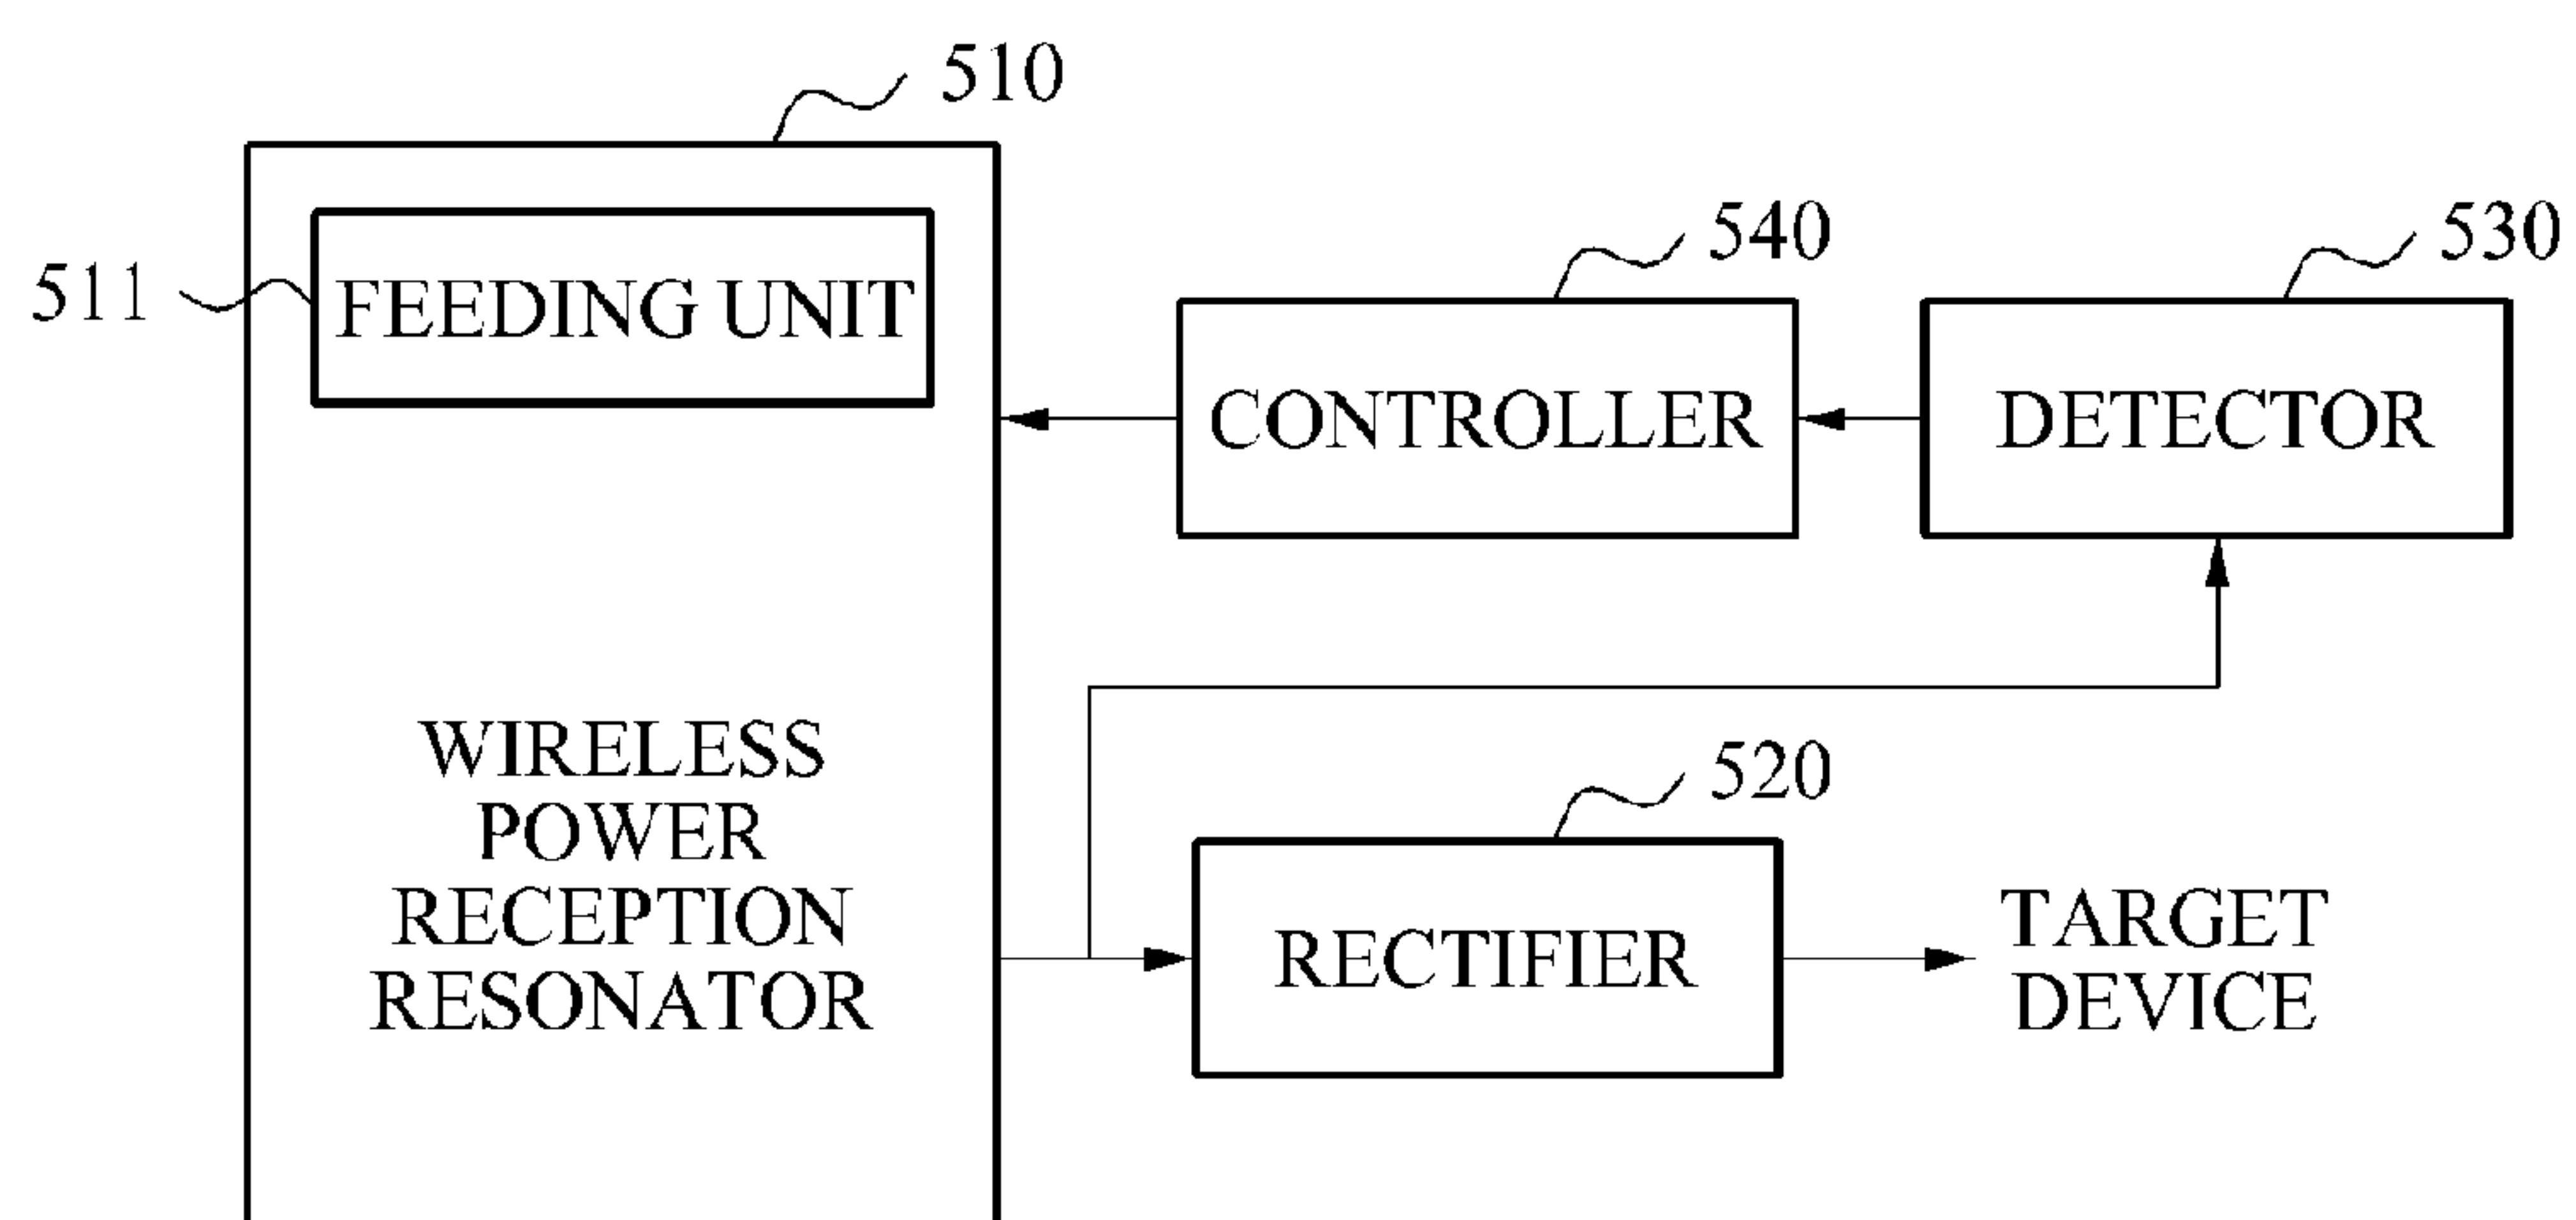 510
540
530
511
FEEDING UNIT
CONTROLLER
DETECTOR
WIRELESS
POWER
RECEPTION
RESONATOR
520
RECTIFIER
TARGET
DEVICE